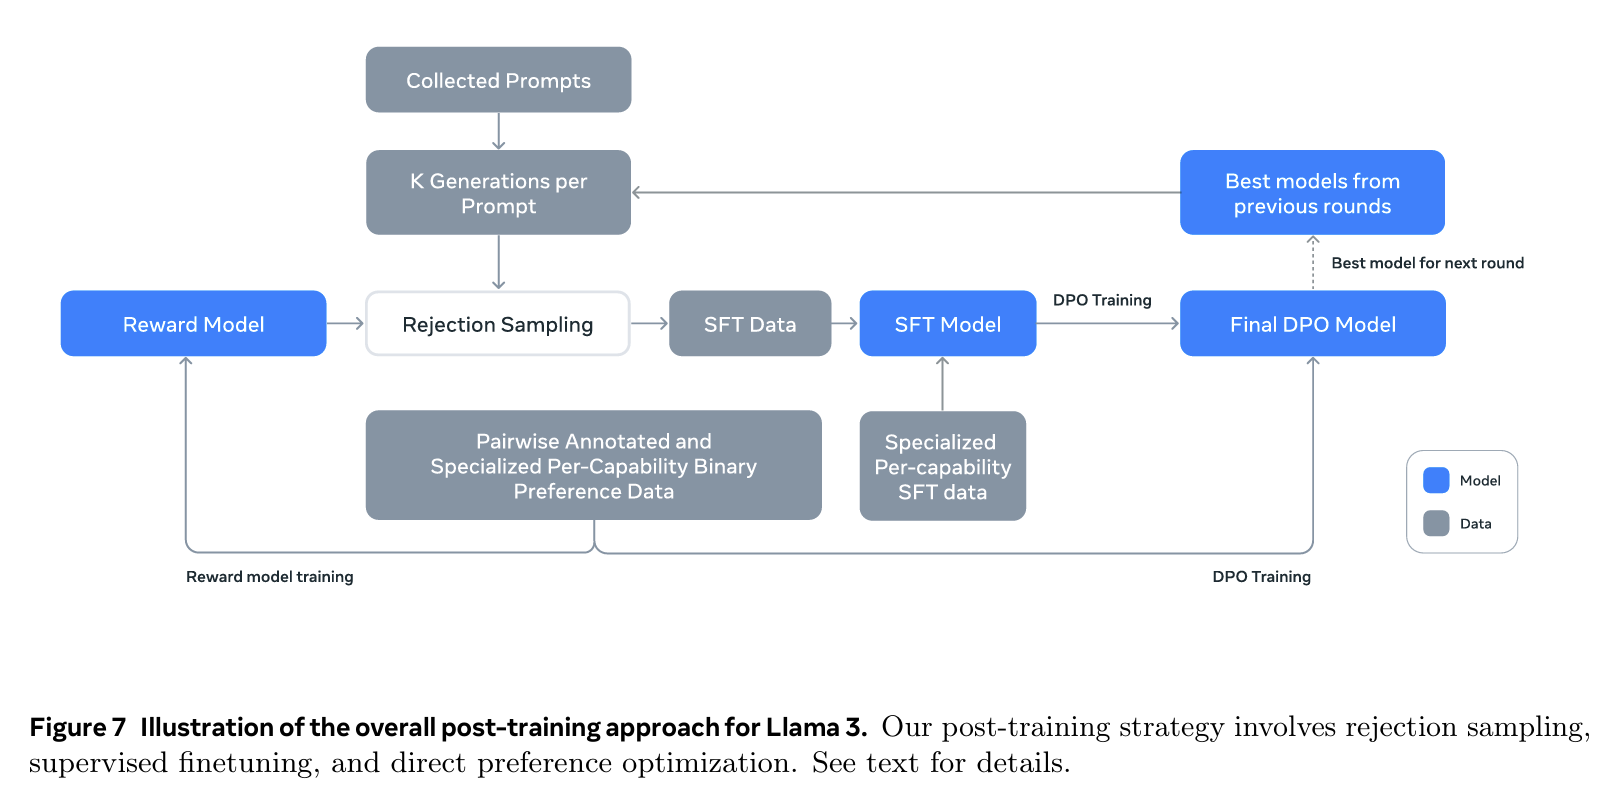 Collected Prompts
K Generations per
Prompt
Best models from
previous rounds
Best model for next round
Reward Model
Rejection Sampling
SFT Data
SFT Model
DPO Training
Final DPO Model
Pairwise Annotated and
Specialized Per-Capability Binary
Preference Data
Specialized
Per-capability
SFT data
Model
Data
Reward model training
DPO Training
Figure 7 Illustration of the overall post-training approach for Llama 3. Our post-training strategy involves rejection sampling,
supervised finetuning, and direct preference optimization. See text for details.